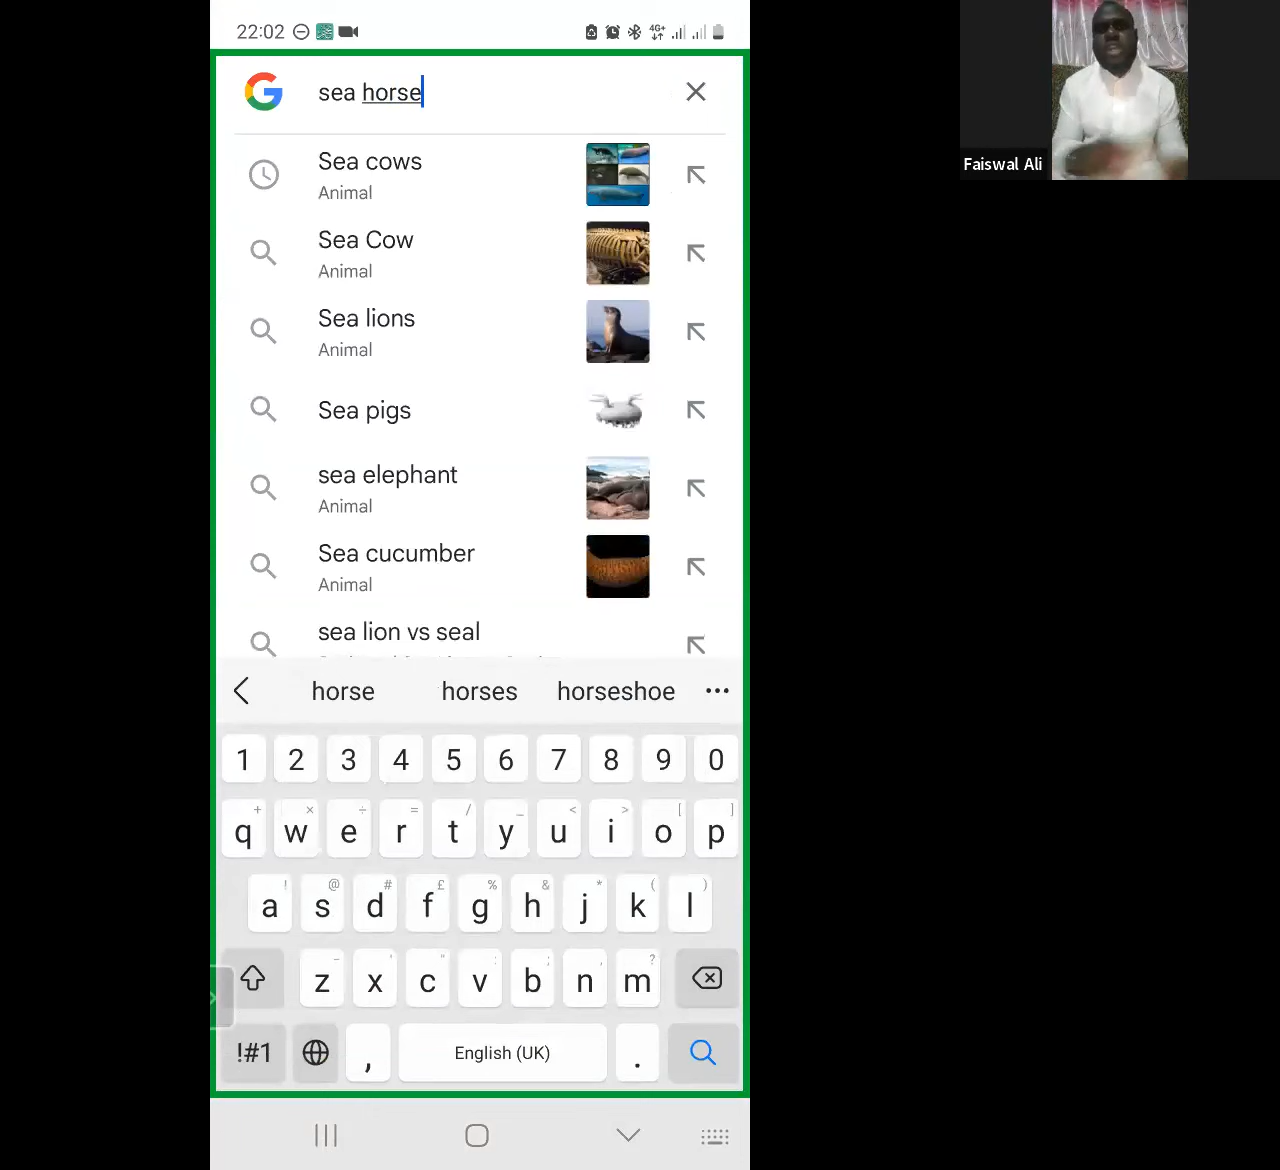 22:02
4G+
sea horse
Faiswal Ali
Sea cows
Animal
Sea Cow
Animal
Sea lions
Animal
Sea pigs
sea elephant
Animal
Sea cucumber
Animal
sea lion vs seal
horse horses horseshoe
1 2 3 4 5 6 7 8 9 0
+ × ÷ = / _ < > [ ]
q w e r t y u i o p
! @ # £ % & * ( )
a s d f g h j k l
- ' " : ; , ?
z x c v b n m
!#1 , English (UK) .